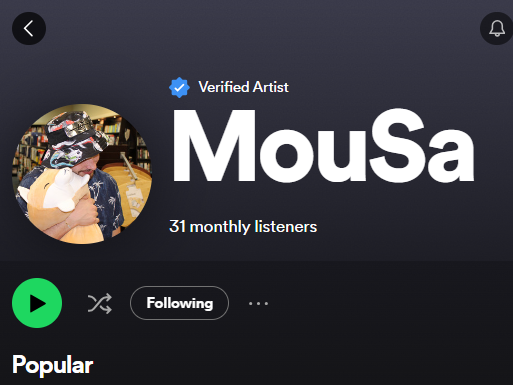 Verified Artist
MouSa
31 monthly listeners
Following
Popular